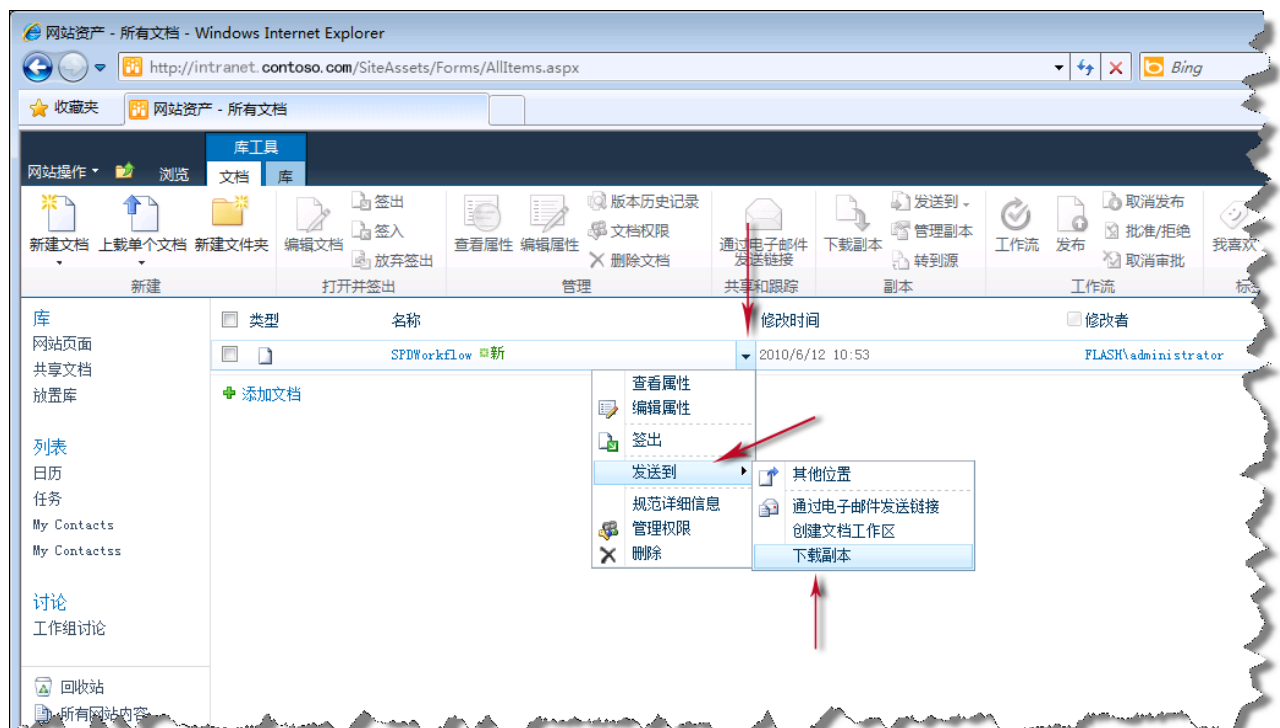 网站资产 - 所有文档 - Windows Internet Explorer
http://intranet.contoso.com/SiteAssets/Forms/AllItems.aspx
Bing
收藏夹
网站资产 - 所有文档
库工具
网站操作
浏览
文档
库
新建文档
上载单个文档
新建文件夹
新建
编辑文档
签出
签入
放弃签出
打开并签出
查看属性
编辑属性
版本历史记录
文档权限
删除文档
管理
通过电子邮件
发送链接
共享和跟踪
下载副本
发送到
管理副本
转到源
副本
工作流
发布
取消发布
批准/拒绝
取消审批
工作流
我喜欢
库
网站页面
共享文档
放置库
列表
日历
任务
My Contacts
My Contactss
讨论
工作组讨论
回收站
所有网站内容
类型 名称 修改时间 修改者
SPDWorkflow 新 2010/6/12 10:53 FLASH\administrator
添加文档
查看属性
编辑属性
签出
发送到
规范详细信息
管理权限
删除
其他位置
通过电子邮件发送链接
创建文档工作区
下载副本